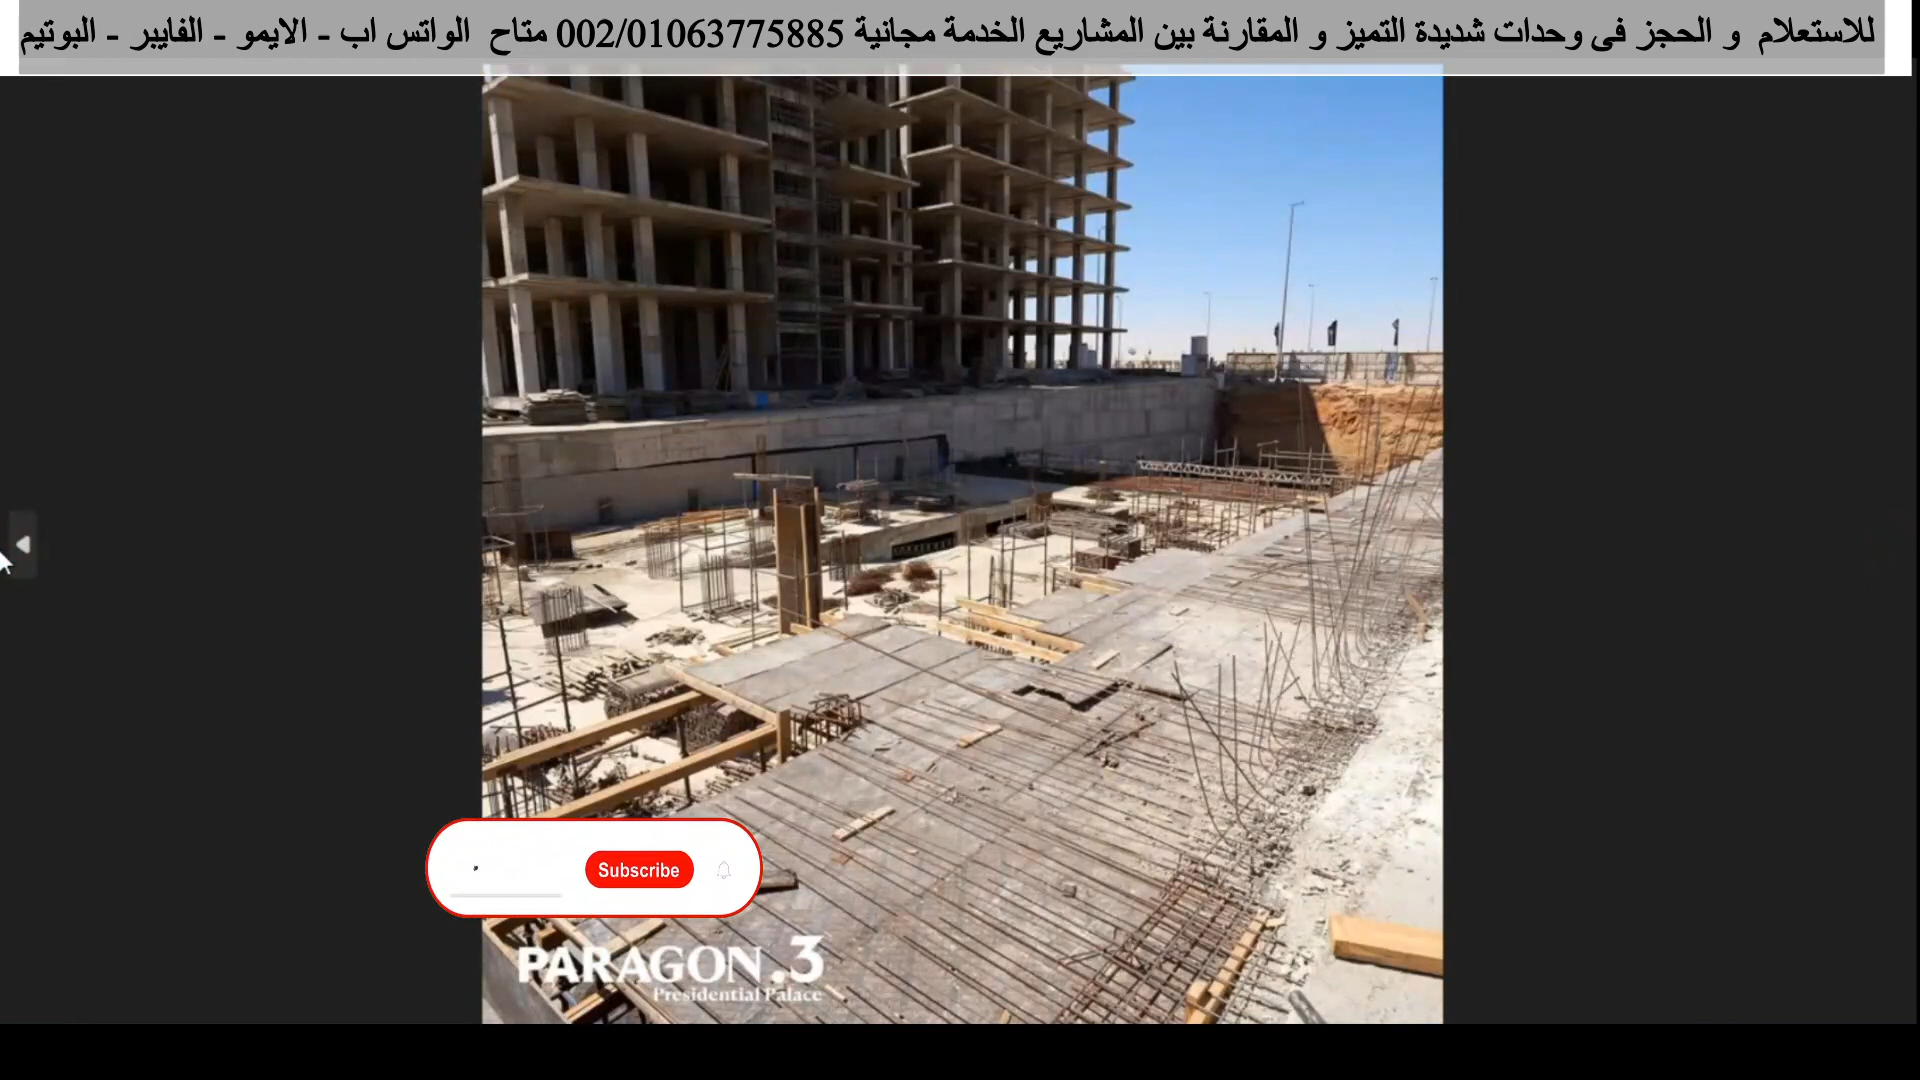 للاستعلام و الحجز فى وحدات شديدة التميز و المقارنة بين المشاريع الخدمة مجانية 002/01063775885 متاح الواتس اب - الايمو - الفايبر - البوتيم
Subscribe
PARAGON.3
Presidential Palace